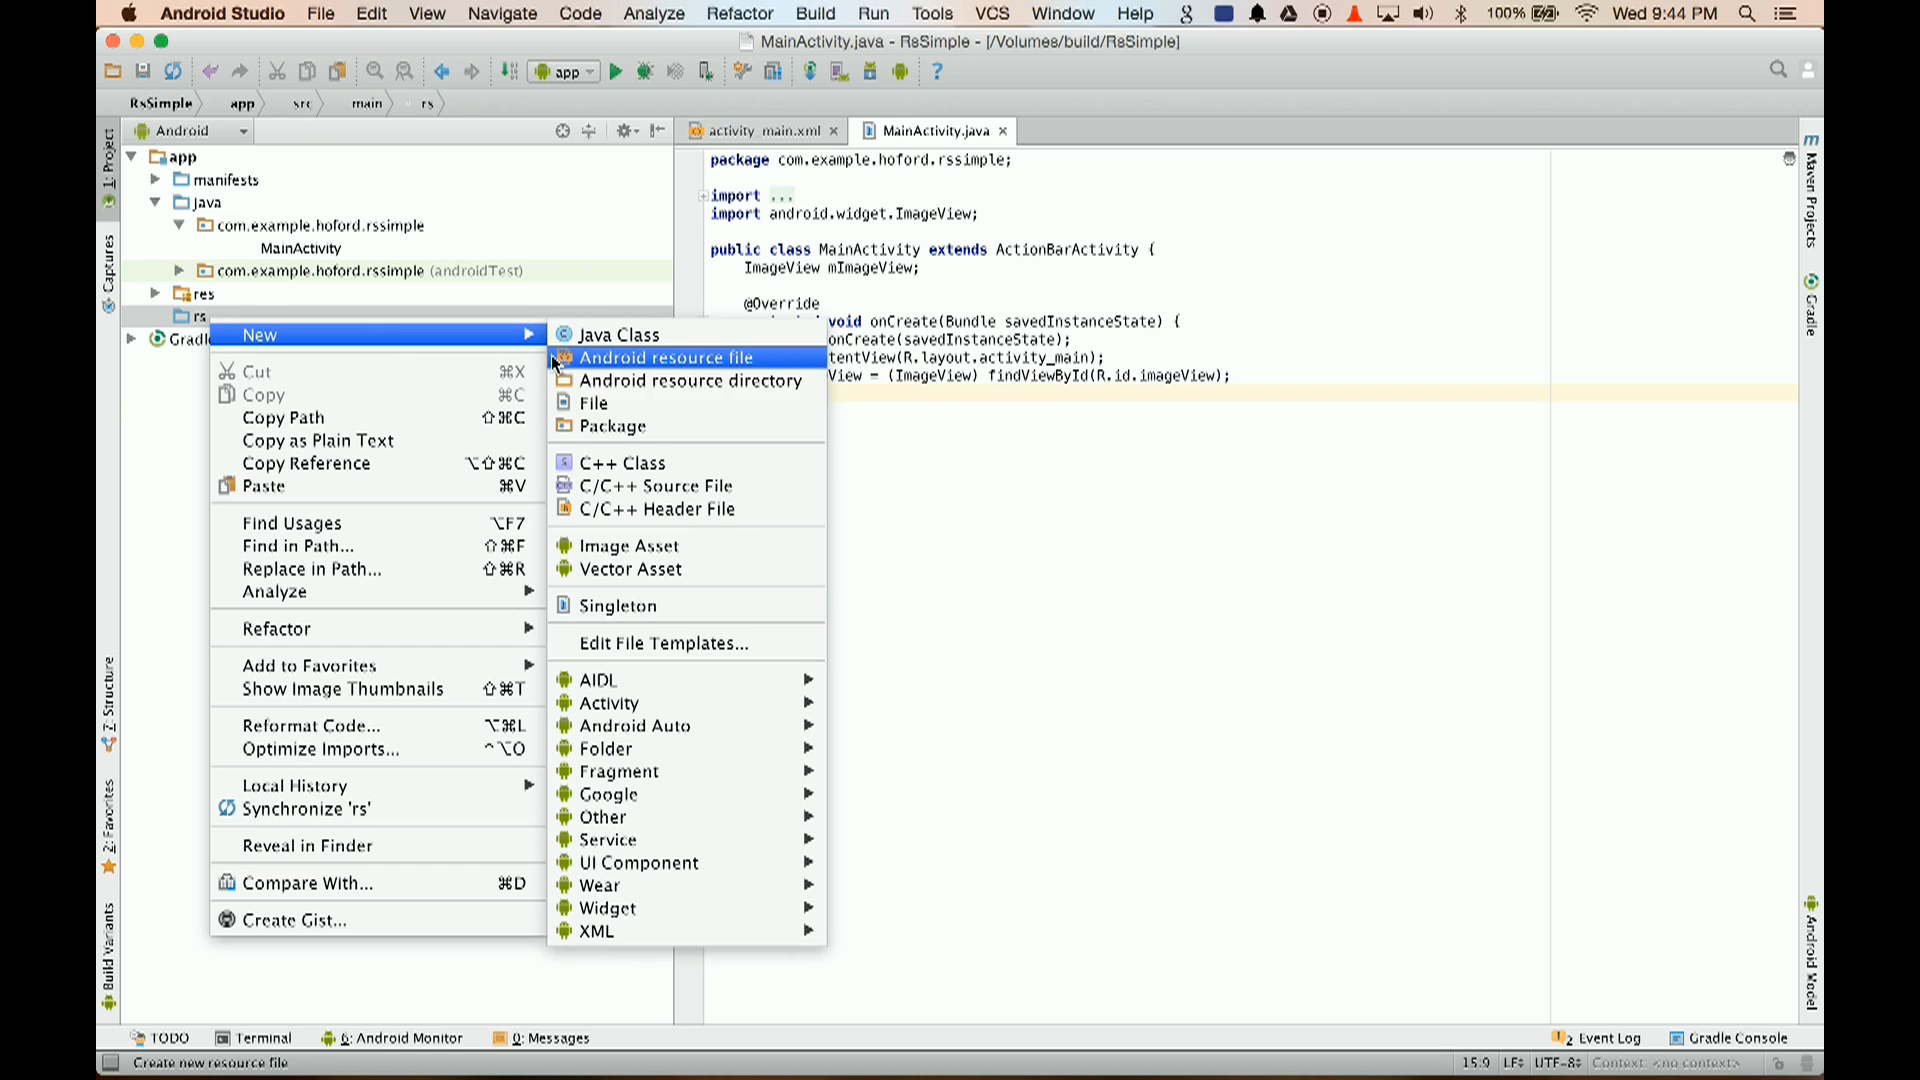 Android Studio File Edit View Navigate Code Analyze Refactor Build Run Tools VCS Window Help 100% Wed 9:44 PM
MainActivity.java - RsSimple - [/Volumes/build/RsSimple]
app
RsSimple app src main rs
Android
activity_main.xml MainActivity.java
1: Project
Captures
7: Structure
2: Favorites
Build Variants
app
manifests
java
com.example.hoford.rssimple
MainActivity
com.example.hoford.rssimple (androidTest)
res
rs
Gradl
New
Cut ⌘X
Copy ⌘C
Copy Path ⇧⌘C
Copy as Plain Text
Copy Reference ⌥⇧⌘C
Paste ⌘V
Find Usages ⌥F7
Find in Path... ⇧⌘F
Replace in Path... ⇧⌘R
Analyze
Refactor
Add to Favorites
Show Image Thumbnails ⇧⌘T
Reformat Code... ⌥⌘L
Optimize Imports... ^⌥O
Local History
Synchronize 'rs'
Reveal in Finder
Compare With... ⌘D
Create Gist...
Java Class
Android resource file
Android resource directory
File
Package
C++ Class
C/C++ Source File
C/C++ Header File
Image Asset
Vector Asset
Singleton
Edit File Templates...
AIDL
Activity
Android Auto
Folder
Fragment
Google
Other
Service
UI Component
Wear
Widget
XML
package com.example.hoford.rssimple;
import ...
import android.widget.ImageView;
public class MainActivity extends ActionBarActivity {
ImageView mImageView;
@Override
void onCreate(Bundle savedInstanceState) {
onCreate(savedInstanceState);
tentView(R.layout.activity_main);
View = (ImageView) findViewById(R.id.imageView);
Maven Projects
Gradle
Android Model
TODO Terminal 6: Android Monitor 0: Messages 2 Event Log Gradle Console
Create new resource file 15:9 LF÷ UTF-8÷ Context: <no context>